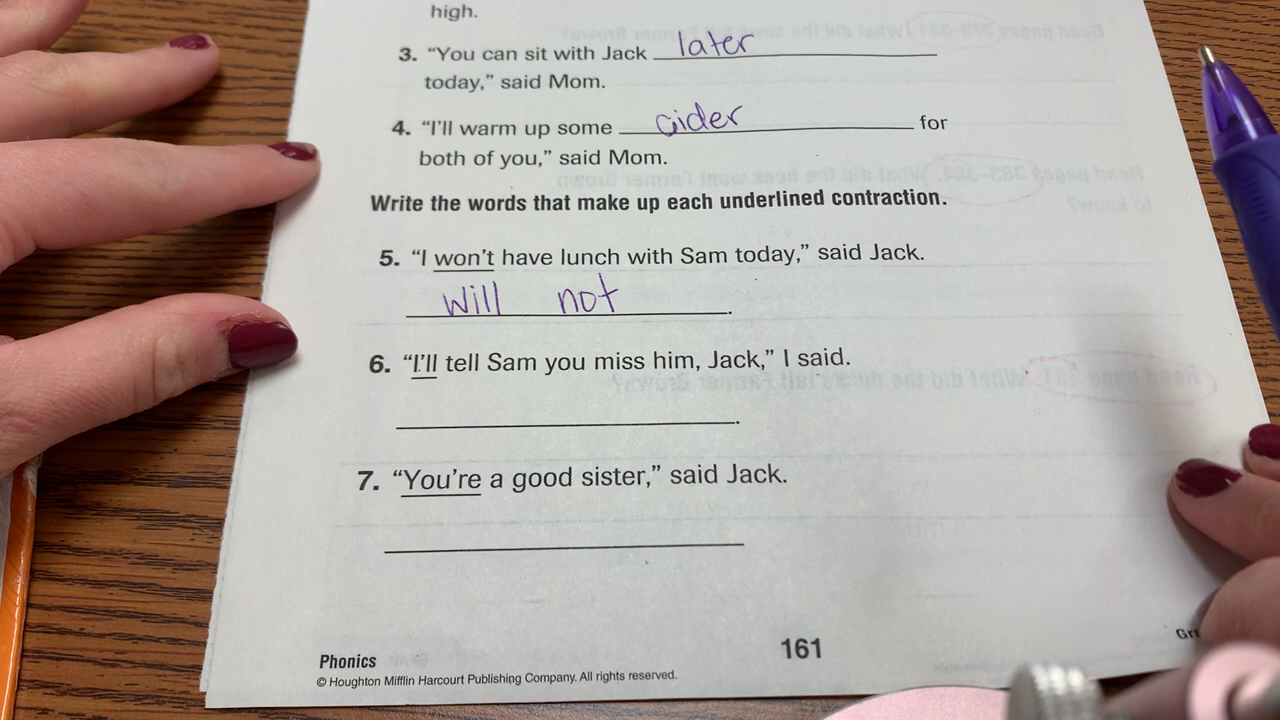 high.
3. “You can sit with Jack later
today,” said Mom.
4. “I’ll warm up some cider for
both of you,” said Mom.
Write the words that make up each underlined contraction.
5. “I won’t have lunch with Sam today,” said Jack.
will not.
6. “I’ll tell Sam you miss him, Jack,” I said.
.
7. “You’re a good sister,” said Jack.
Phonics
161
© Houghton Mifflin Harcourt Publishing Company. All rights reserved.